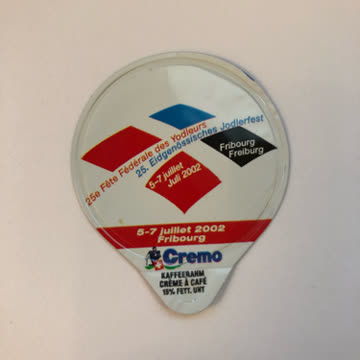 25e Fête Fédérale des Yodleurs
25. Eidgenössisches Jodlerfest
Fribourg
Freiburg
5-7 juillet
Juli 2002
5-7 juillet 2002
Fribourg
Cremo
KAFFEERAHM
CRÈME À CAFÉ
15% FETT. UHT